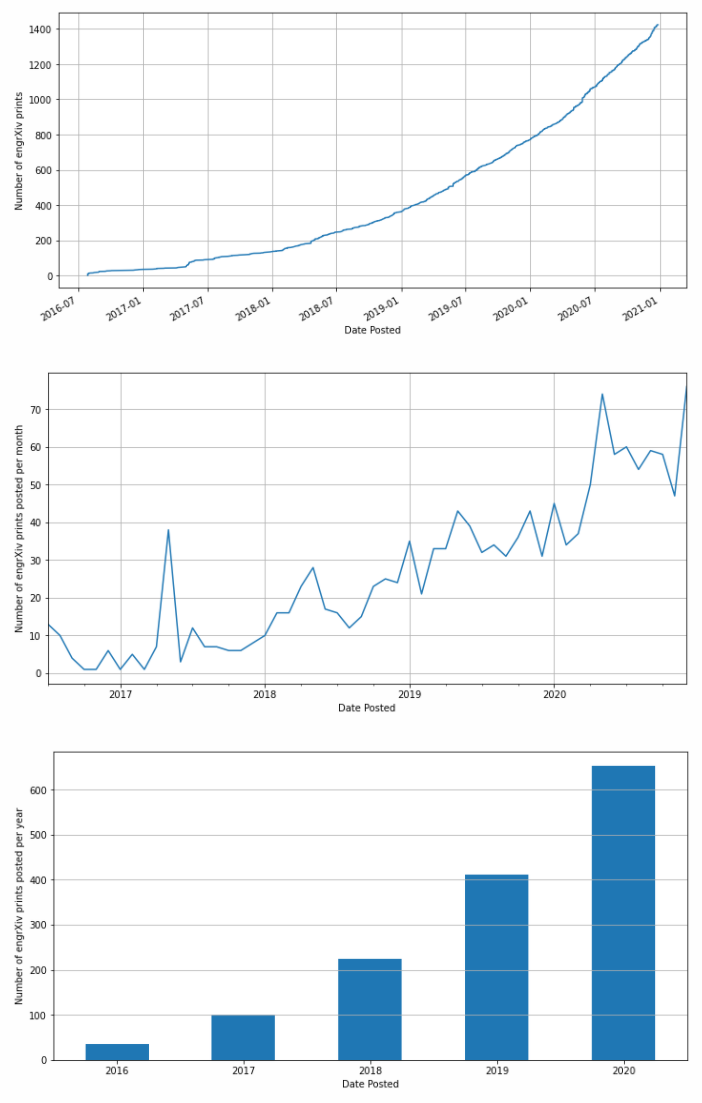 1400
1200
1000
800
600
400
200
0
Number of engrXiv prints
2016-07 2017-01 2017-07 2018-01 2018-07 2019-01 2019-07 2020-01 2020-07 2021-01
Date Posted
70
60
50
40
30
20
10
0
Number of engrXiv prints posted per month
2017 2018 2019 2020
Date Posted
600
500
400
300
200
100
0
Number of engrXiv prints posted per year
2016 2017 2018 2019 2020
Date Posted